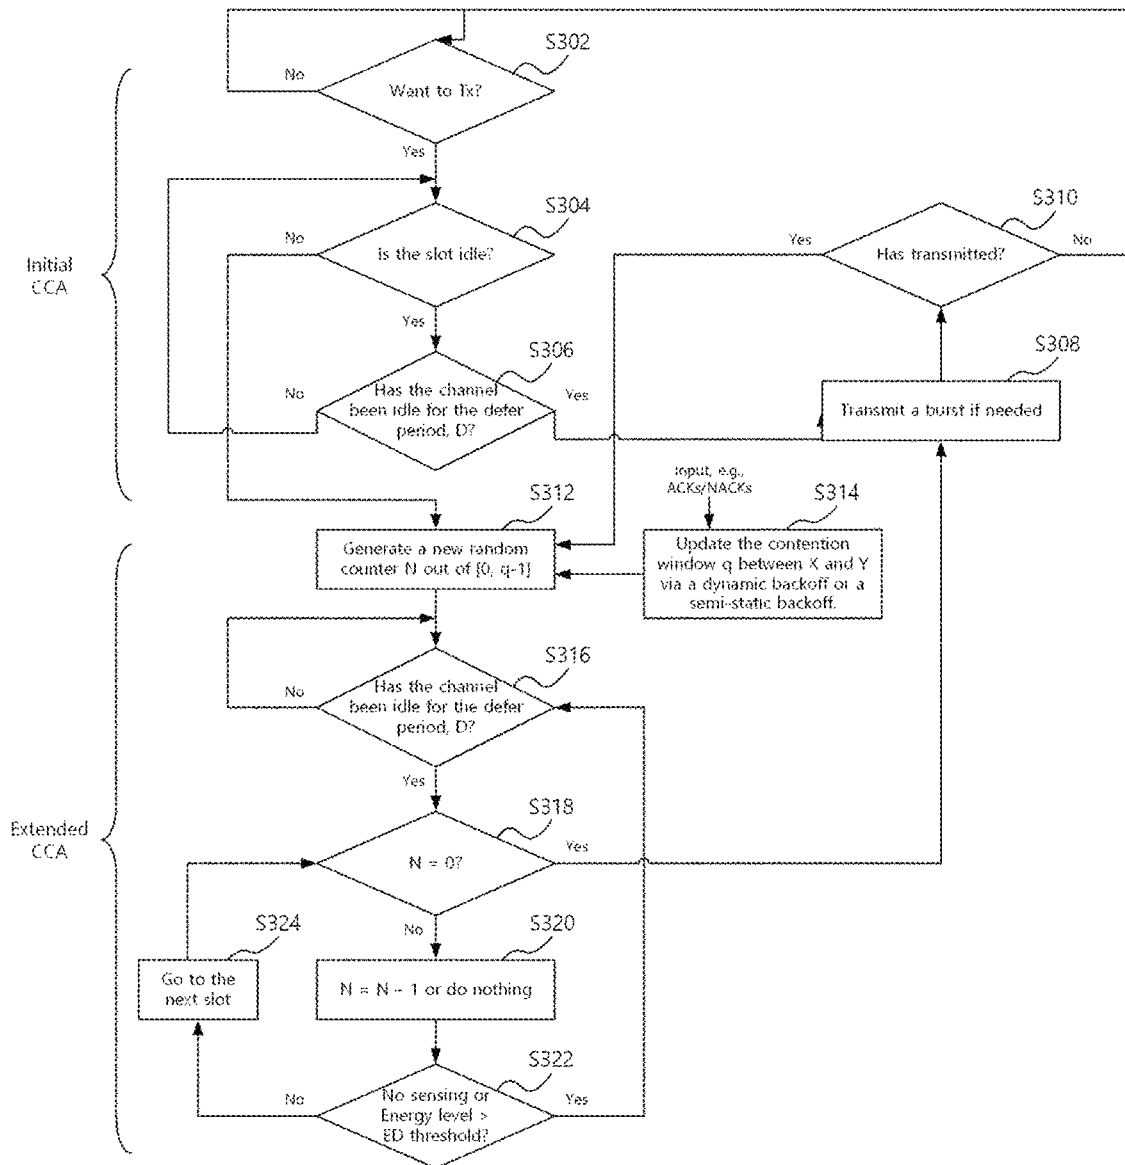 S302
No
Want to Tx?
Yes
S304
No
Is the slot idle?
Yes
S310
Yes
Has transmitted?
No
Initial
CCA
S306
No
Has the channel
been idle for the defer
period, D?
Yes
S308
Transmit a burst if needed
S312
Generate a new random
counter N out of [0, q-1]
Input, e.g.,
ACKs/NACKs
S314
Update the contention
window q between X and Y
via a dynamic backoff or a
semi-static backoff.
S316
No
Has the channel
been idle for the defer
period, D?
Yes
Extended
CCA
S318
N = 0?
Yes
No
S324
Go to the
next slot
S320
N = N - 1 or do nothing
S322
No
No sensing or
Energy level >
ED threshold?
Yes